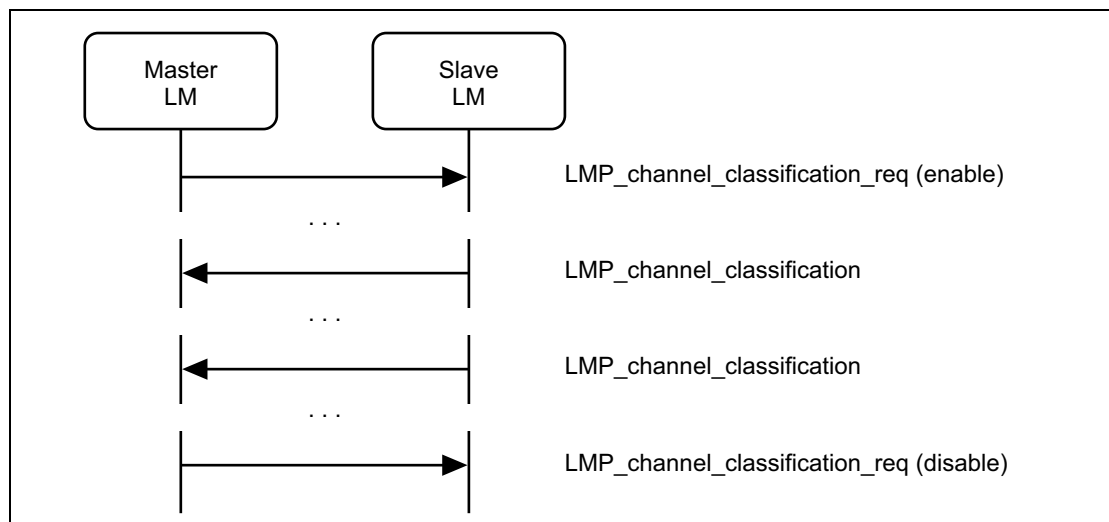 Master
LM
Slave
LM
LMP_channel_classification_req (enable)
. . .
LMP_channel_classification
. . .
LMP_channel_classification
. . .
LMP_channel_classification_req (disable)